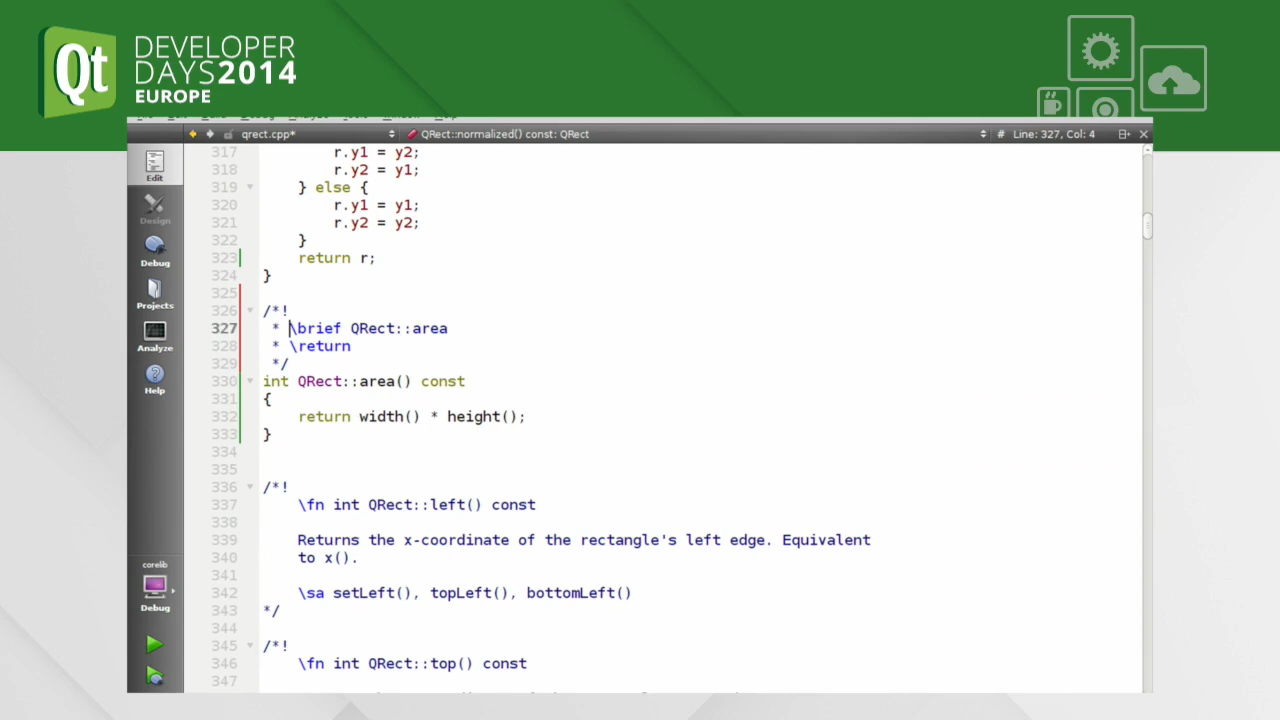 Qt
DEVELOPER
DAYS2014
EUROPE
qrect.cpp*
QRect::normalized() const: QRect
# Line: 327, Col: 4
Edit
Design
Debug
Projects
Analyze
Help
corelib
Debug
317 r.y1 = y2;
318 r.y2 = y1;
319 } else {
320 r.y1 = y1;
321 r.y2 = y2;
322 }
323 return r;
324 }
325
326 /*!
327 * \brief QRect::area
328 * \return
329 */
330 int QRect::area() const
331 {
332 return width() * height();
333 }
334
335
336 /*!
337 \fn int QRect::left() const
338
339 Returns the x-coordinate of the rectangle's left edge. Equivalent
340 to x().
341
342 \sa setLeft(), topLeft(), bottomLeft()
343 */
344
345 /*!
346 \fn int QRect::top() const
347